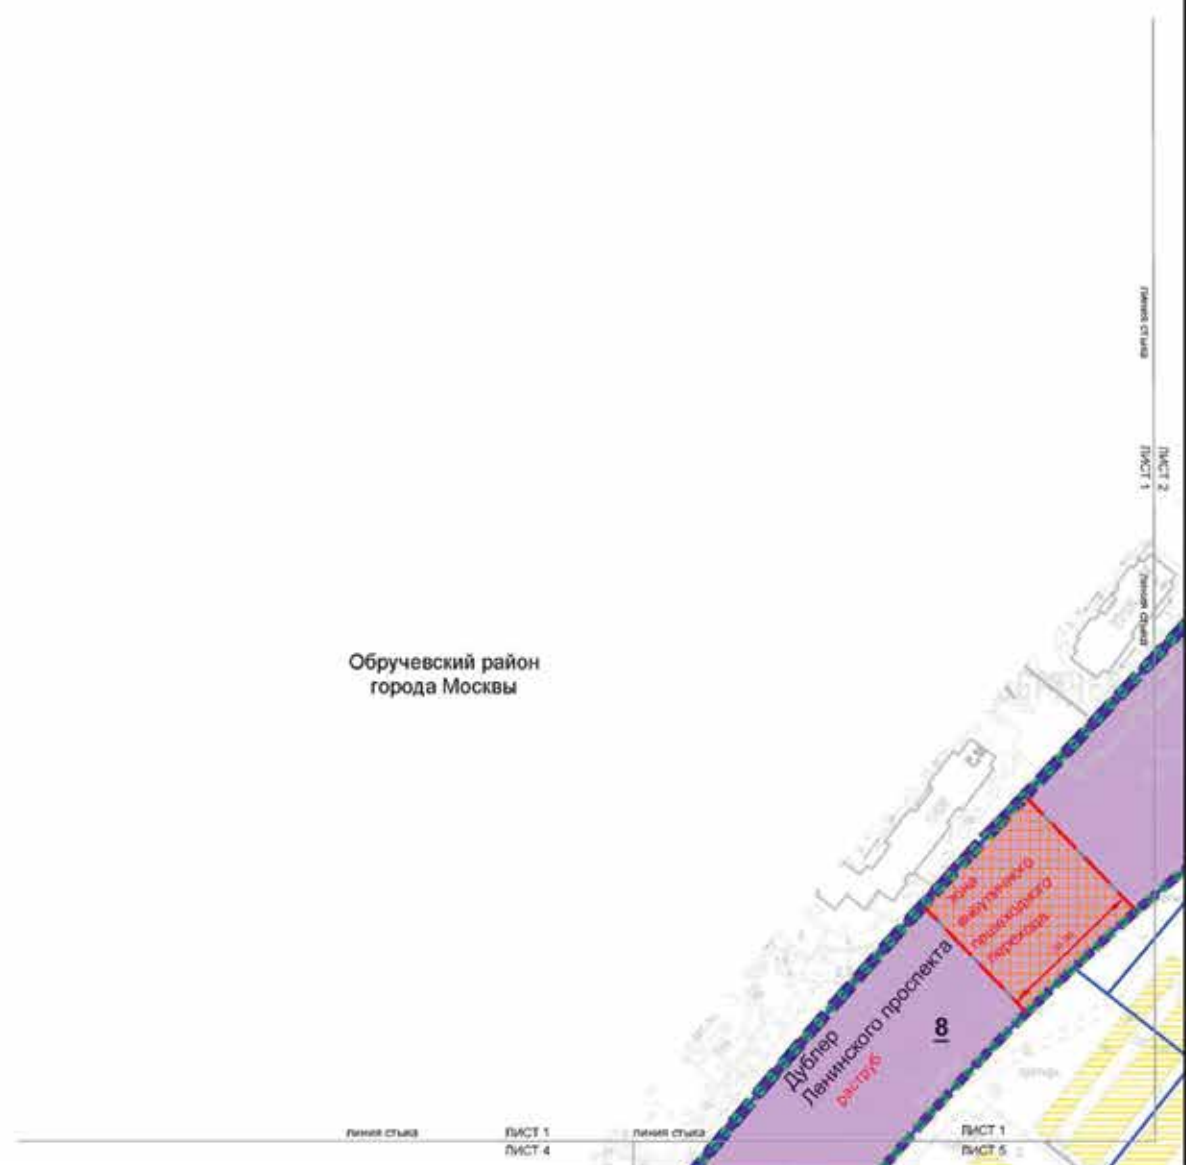 линия стыка
ЛИСТ 2
ЛИСТ 1
линия стыка
Обручевский район
города Москвы
зона
внеуличного
пешеходного
перехода
Дублер
Ленинского проспекта
раструб
8
линия стыка
ЛИСТ 1
линия стыка
ЛИСТ 1
ЛИСТ 4
ЛИСТ 5